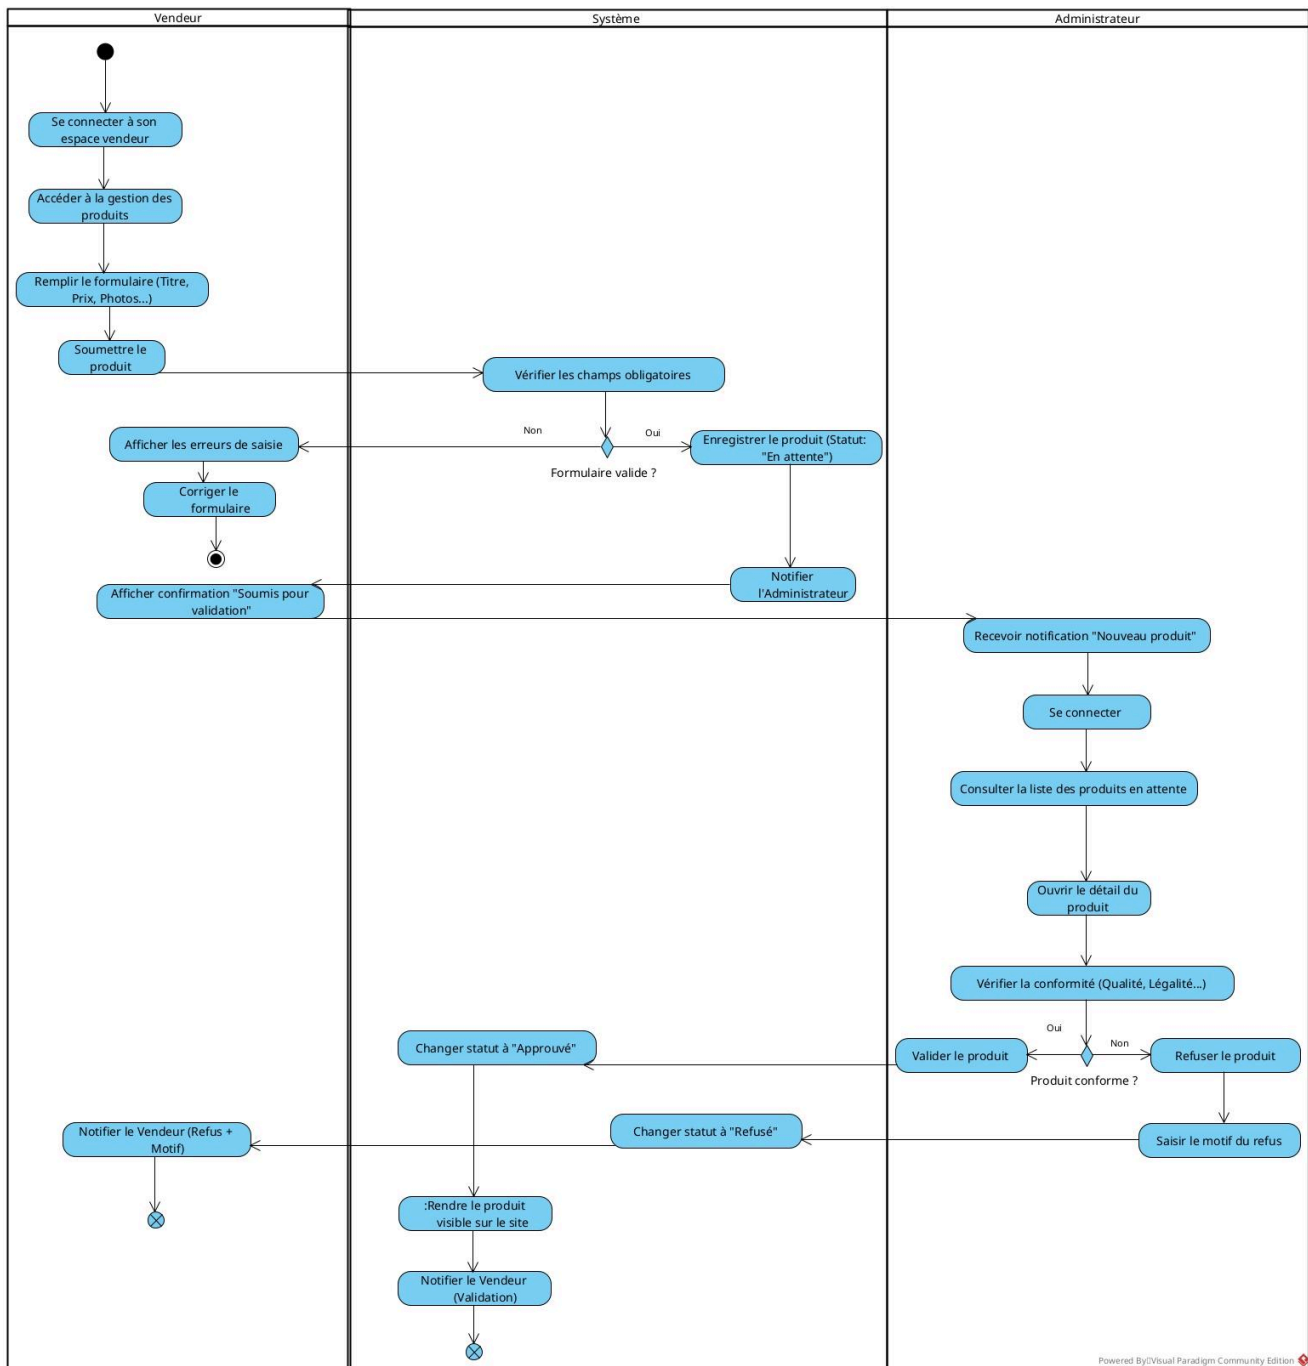 Vendeur
Système
Administrateur
Se connecter à son
espace vendeur
Accéder à la gestion des
produits
Remplir le formulaire (Titre,
Prix, Photos...)
Soumettre le
produit
Vérifier les champs obligatoires
Afficher les erreurs de saisie
Non
Oui
Enregistrer le produit (Statut:
"En attente")
Formulaire valide ?
Corriger le
formulaire
Notifier
l'Administrateur
Afficher confirmation "Soumis pour
validation"
Recevoir notification "Nouveau produit"
Se connecter
Consulter la liste des produits en attente
Ouvrir le détail du
produit
Vérifier la conformité (Qualité, Légalité...)
Oui
Non
Changer statut à "Approuvé"
Valider le produit
Refuser le produit
Produit conforme ?
Notifier le Vendeur (Refus +
Motif)
Changer statut à "Refusé"
Saisir le motif du refus
:Rendre le produit
visible sur le site
Notifier le Vendeur
(Validation)
Powered By Visual Paradigm Community Edition